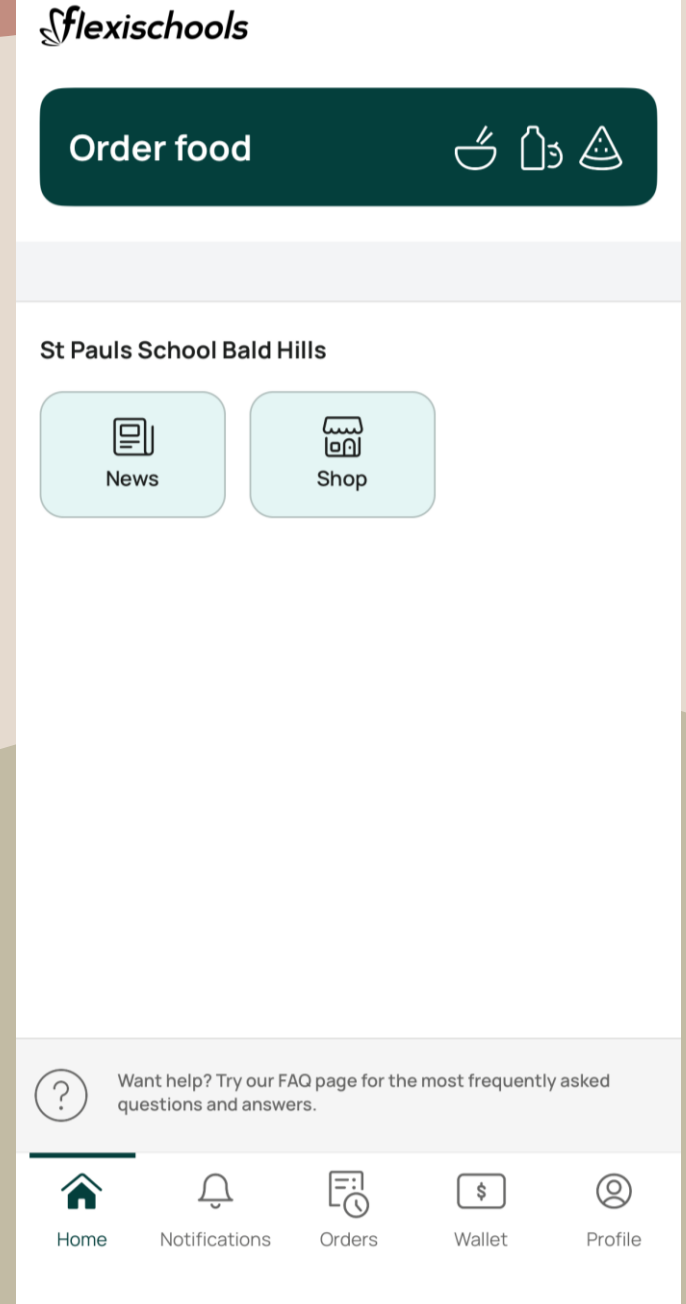 flexischools
Order food
St Pauls School Bald Hills
News
Shop
Want help? Try our FAQ page for the most frequently asked
questions and answers.
$
Home
Notifications
Orders
Wallet
Profile